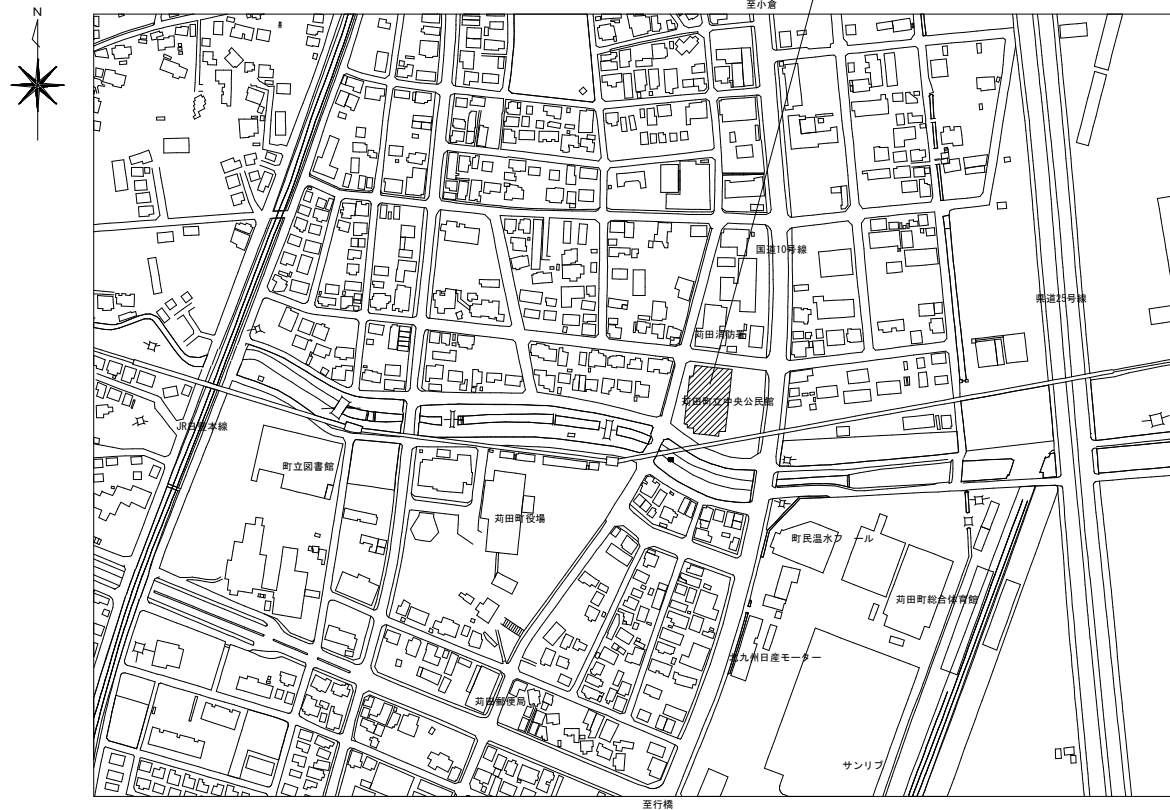 至小倉
N
国道10号線
県道25号線
苅田消防署
苅田町立中央公民館
JR日豊本線
町立図書館
苅田町役場
町民温水プール
苅田町総合体育館
北九州日産モーター
苅田郵便局
サンリブ
至行橋